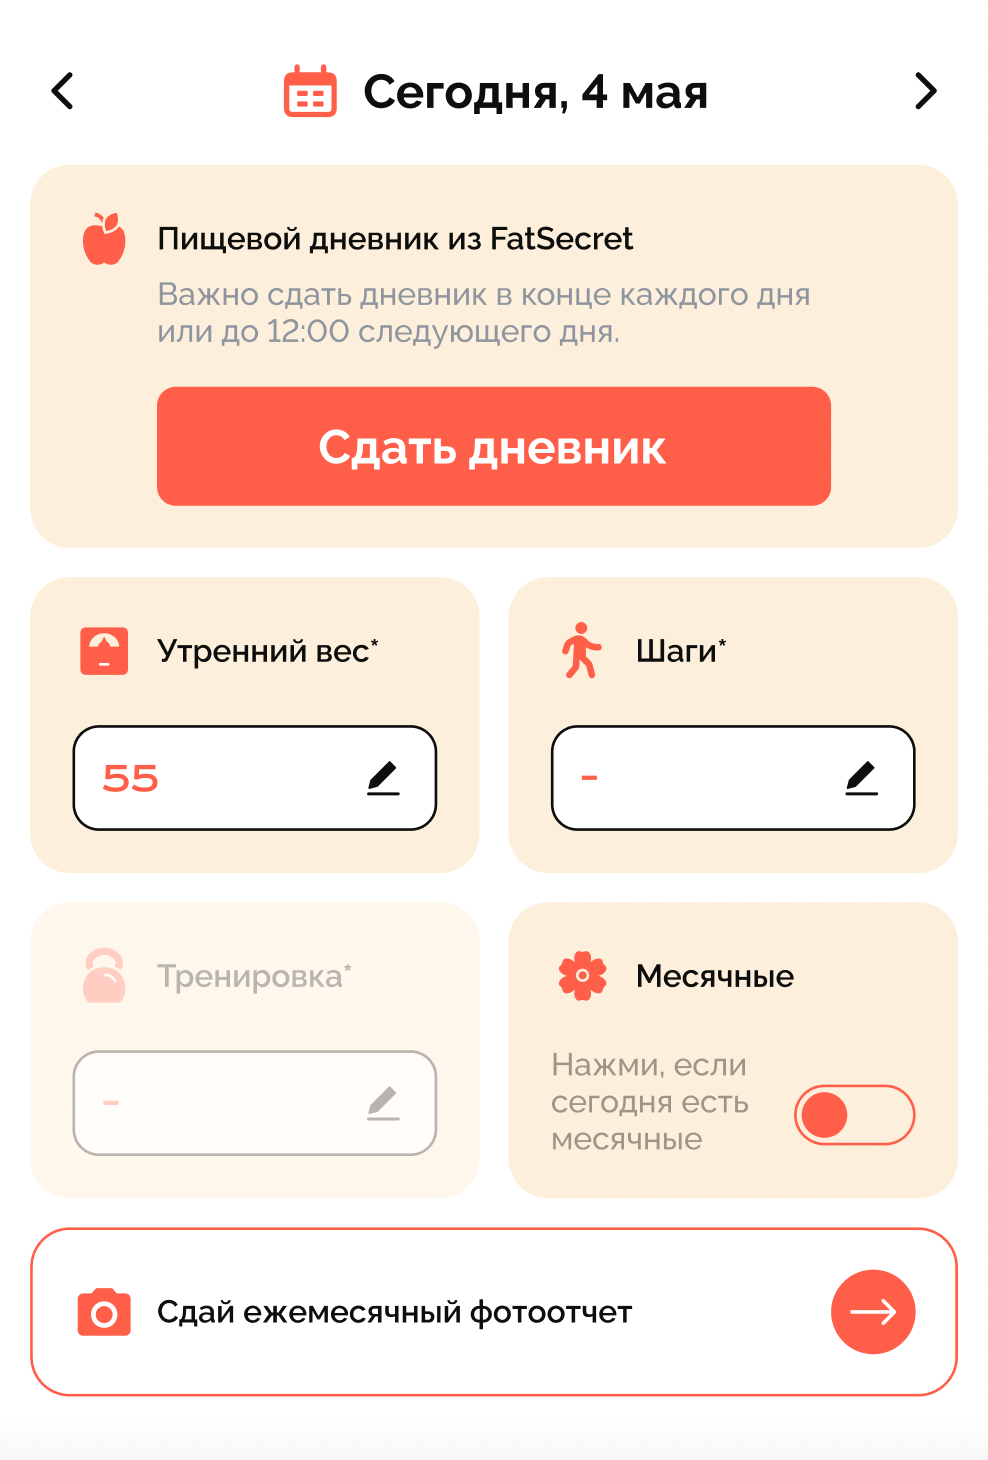 Сегодня, 4 мая
Пищевой дневник из FatSecret
Важно сдать дневник в конце каждого дня
или до 12:00 следующего дня.
Сдать дневник
Утренний вес*
Шаги*
55
-
Тренировка*
Месячные
-
Нажми, если
сегодня есть
месячные
Сдай ежемесячный фотоотчет